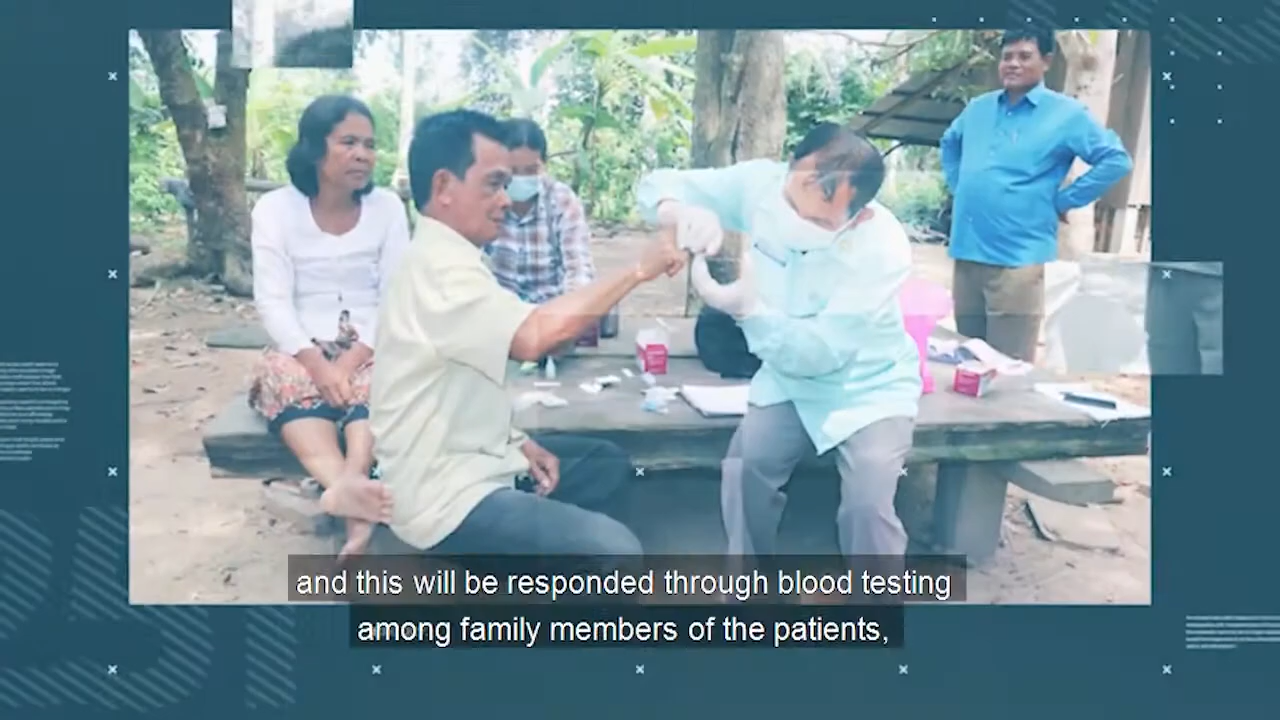 and this will be responded through blood testing
among family members of the patients,